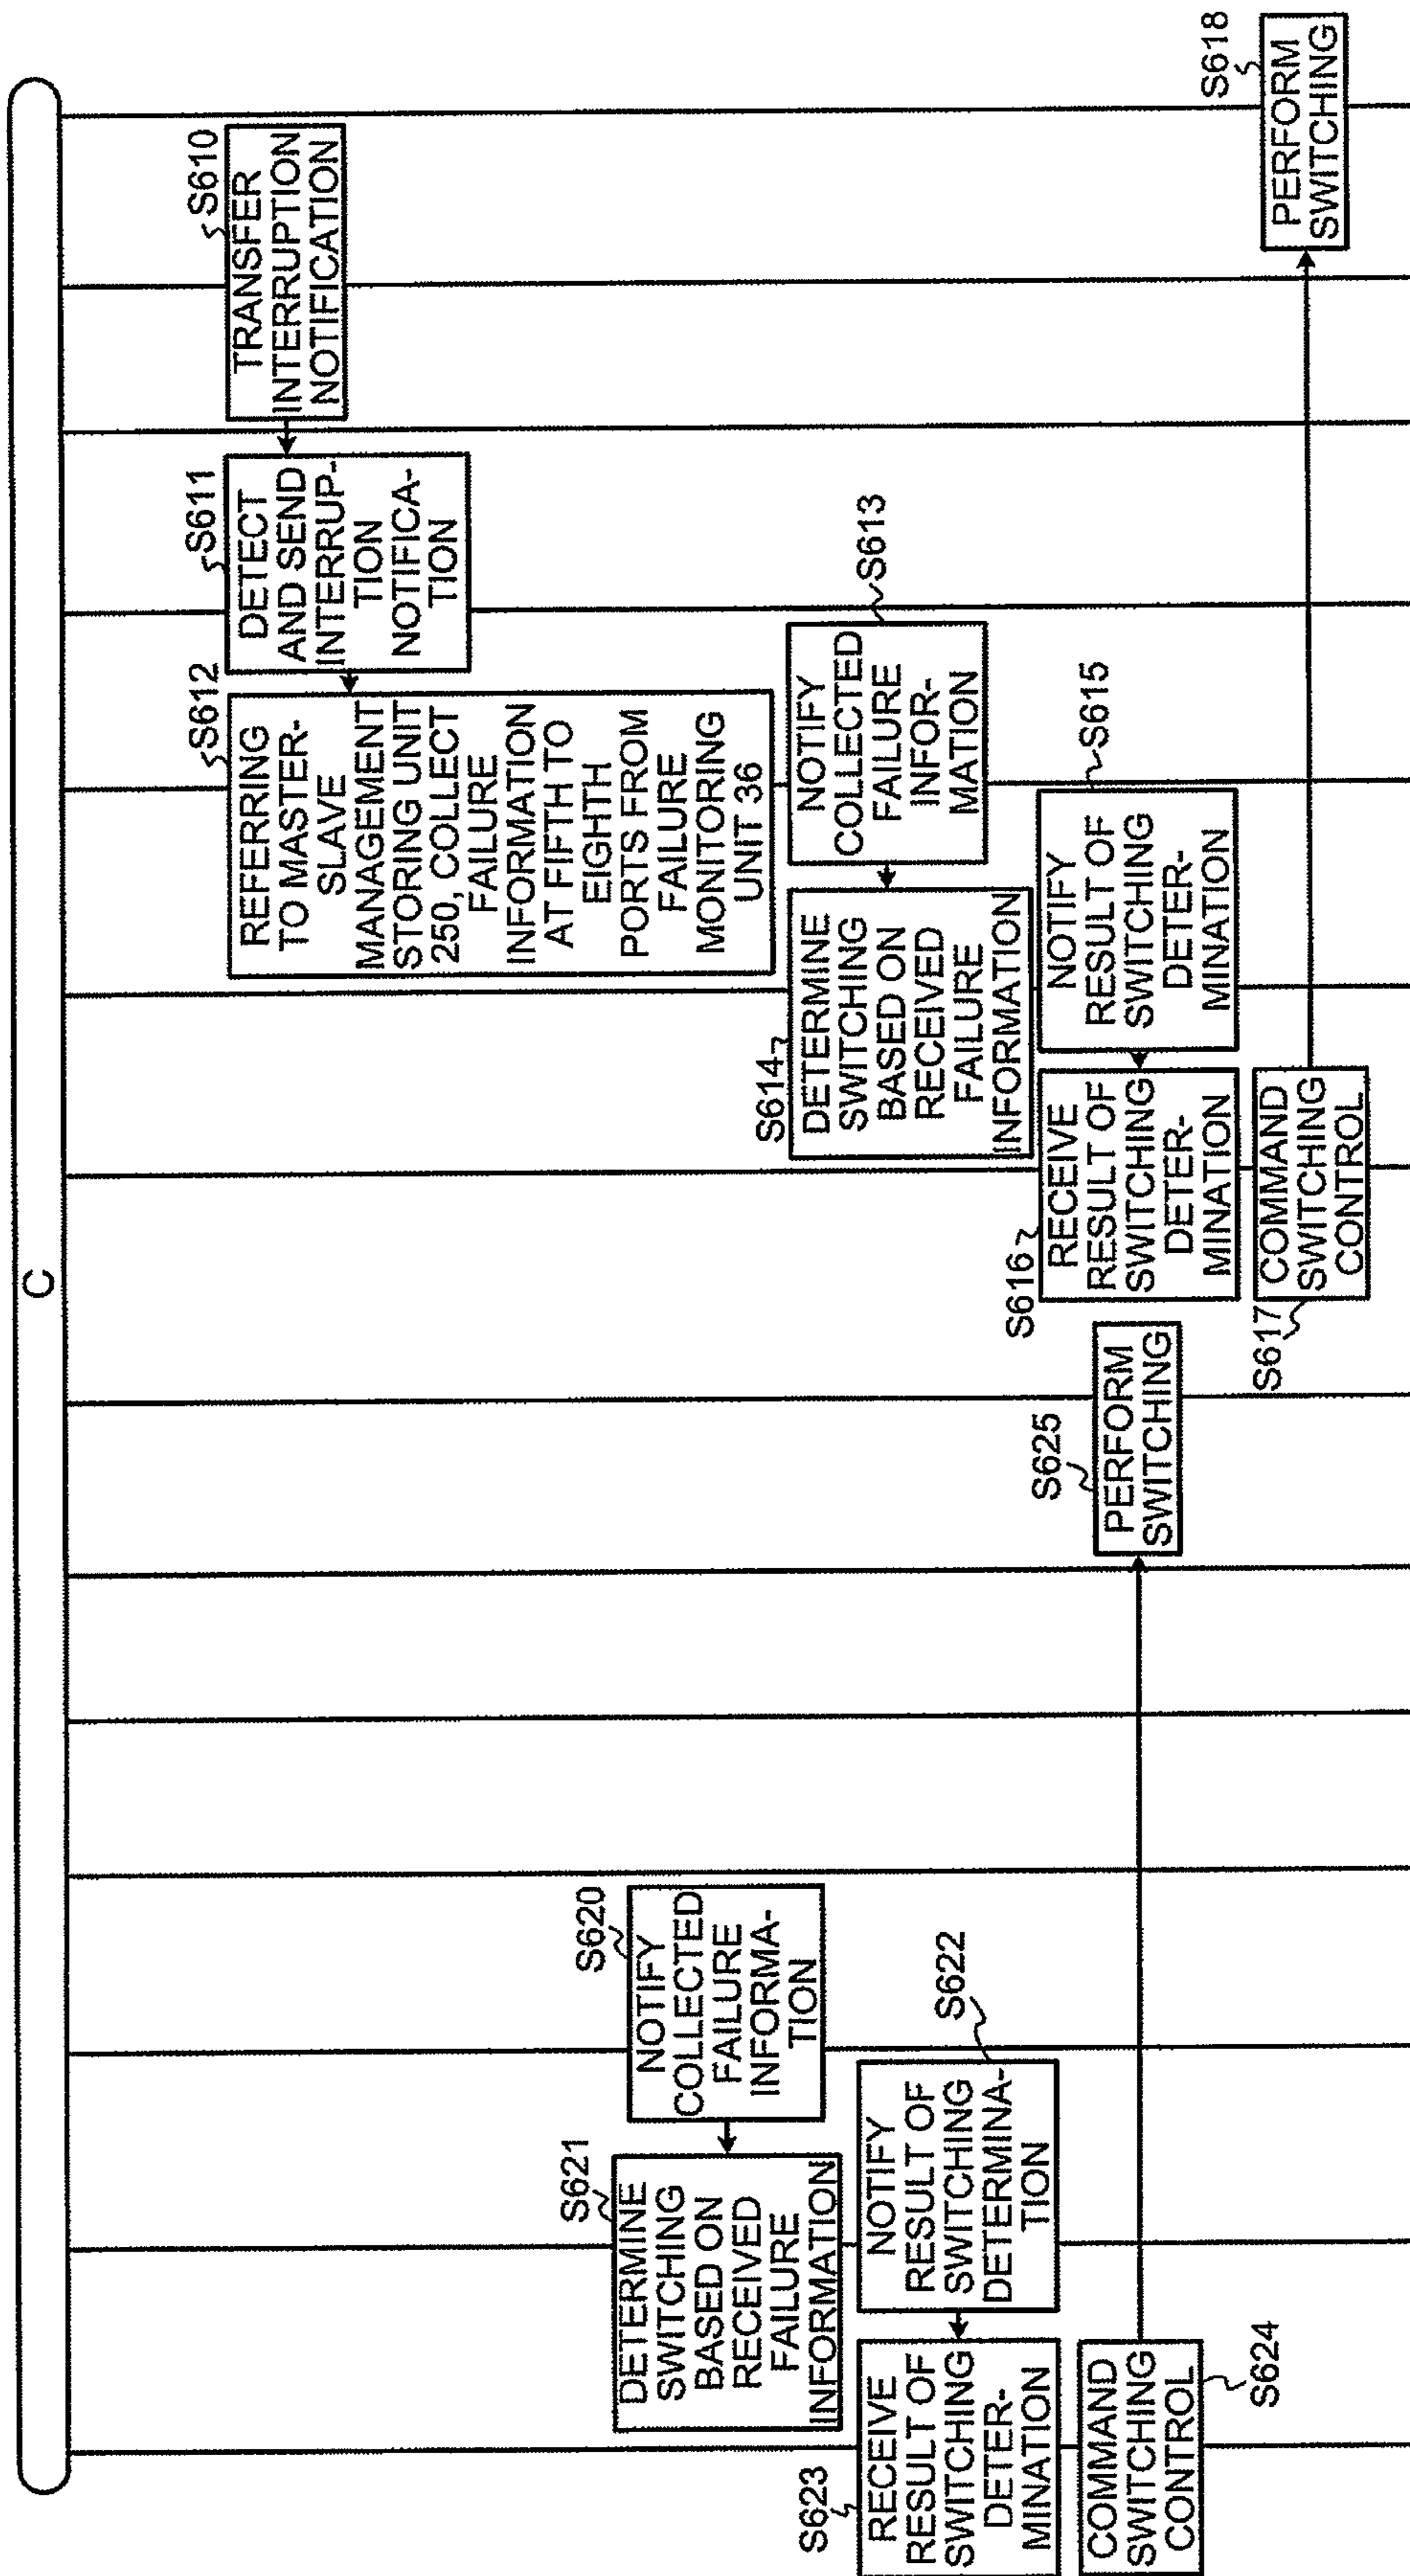 C
S610
TRANSFER
INTERRUPTION
NOTIFICATION
S611
DETECT
AND SEND
INTERRUP-
TION
NOTIFICA-
TION
S612
REFERRING
TO MASTER-
SLAVE
MANAGEMENT
STORING UNIT
250, COLLECT
FAILURE
INFORMATION
AT FIFTH TO
EIGHTH
PORTS FROM
FAILURE
MONITORING
UNIT 36
S613
NOTIFY
COLLECTED
FAILURE
INFOR-
MATION
S614
DETERMINE
SWITCHING
BASED ON
RECEIVED
FAILURE
INFORMATION
S615
NOTIFY
RESULT OF
SWITCHING
DETER-
MINATION
S616
RECEIVE
RESULT OF
SWITCHING
DETER-
MINATION
S617
COMMAND
SWITCHING
CONTROL
S618
PERFORM
SWITCHING
S620
NOTIFY
COLLECTED
FAILURE
INFORMA-
TION
S621
DETERMINE
SWITCHING
BASED ON
RECEIVED
FAILURE
INFORMATION
S622
NOTIFY
RESULT OF
SWITCHING
DETERMINA-
TION
S623
RECEIVE
RESULT OF
SWITCHING
DETER-
MINATION
S624
COMMAND
SWITCHING
CONTROL
S625
PERFORM
SWITCHING